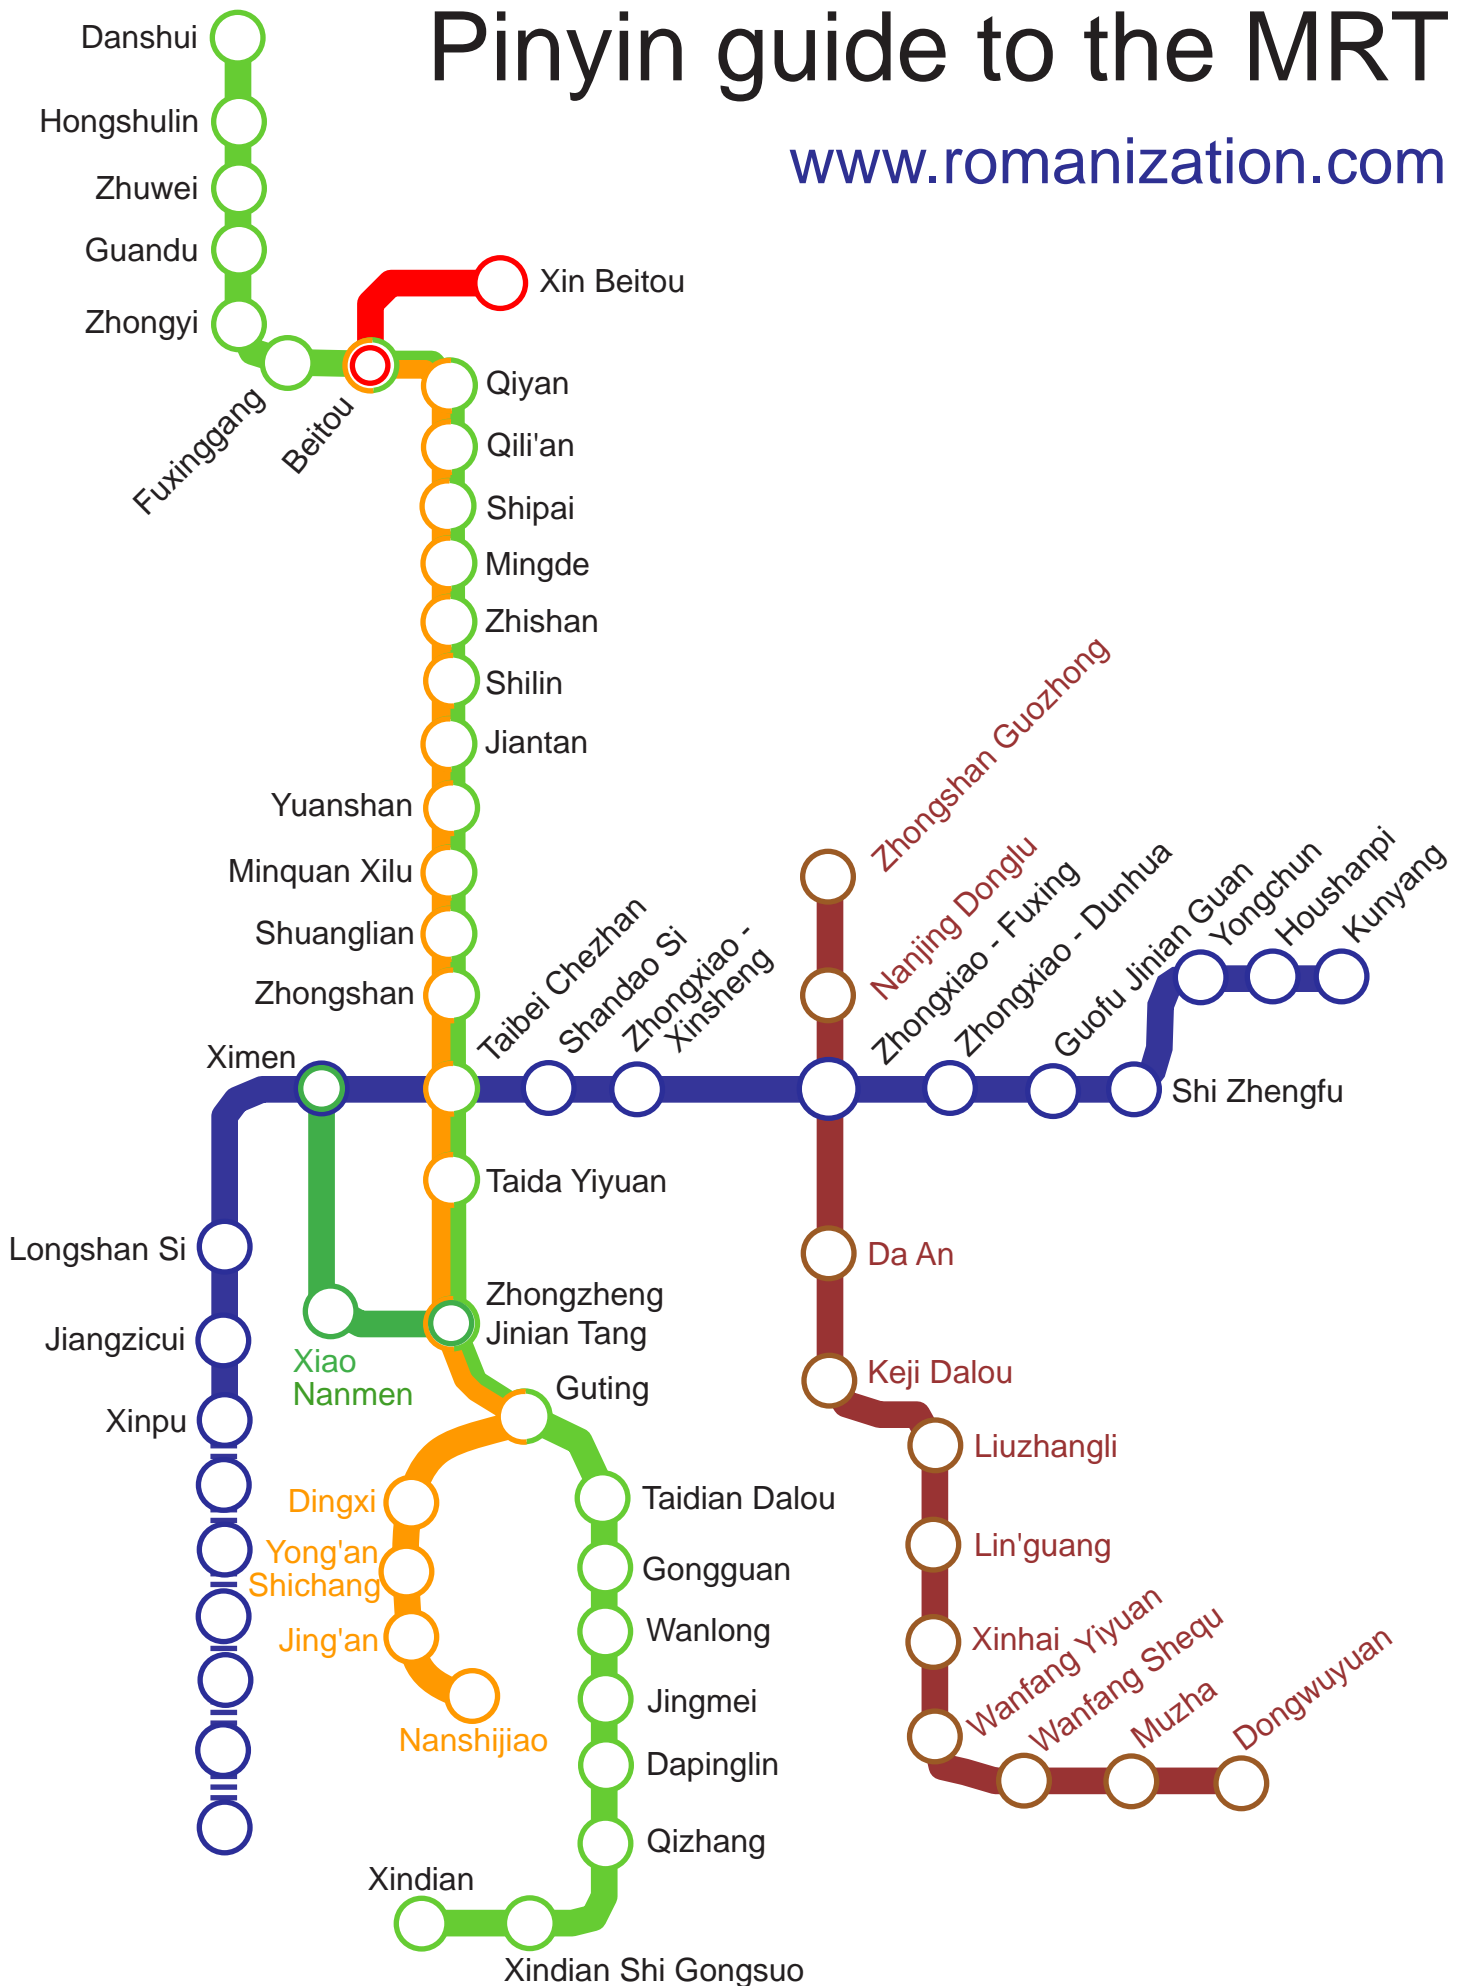 Pinyin guide to the MRT
www.romanization.com
Danshui
Hongshulin
Zhuwei
Guandu
Zhongyi
Fuxinggang
Beitou
Xin Beitou
Qiyan
Qili'an
Shipai
Mingde
Zhishan
Shilin
Jiantan
Yuanshan
Minquan Xilu
Shuanglian
Zhongshan
Ximen
Taibei Chezhan
Shandao Si
Zhongxiao -
Xinsheng
Zhongshan Guozhong
Nanjing Donglu
Zhongxiao - Fuxing
Zhongxiao - Dunhua
Guofu Jinian Guan
Yongchun
Houshanpi
Kunyang
Shi Zhengfu
Taida Yiyuan
Longshan Si
Jiangzicui
Xinpu
Zhongzheng
Jinian Tang
Xiao
Nanmen
Guting
Dingxi
Yong'an
Shichang
Jing'an
Nanshijiao
Taidian Dalou
Gongguan
Wanlong
Jingmei
Dapinglin
Qizhang
Xindian
Xindian Shi Gongsuo
Da An
Keji Dalou
Liuzhangli
Lin'guang
Xinhai
Wanfang Yiyuan
Wanfang Shequ
Muzha
Dongwuyuan